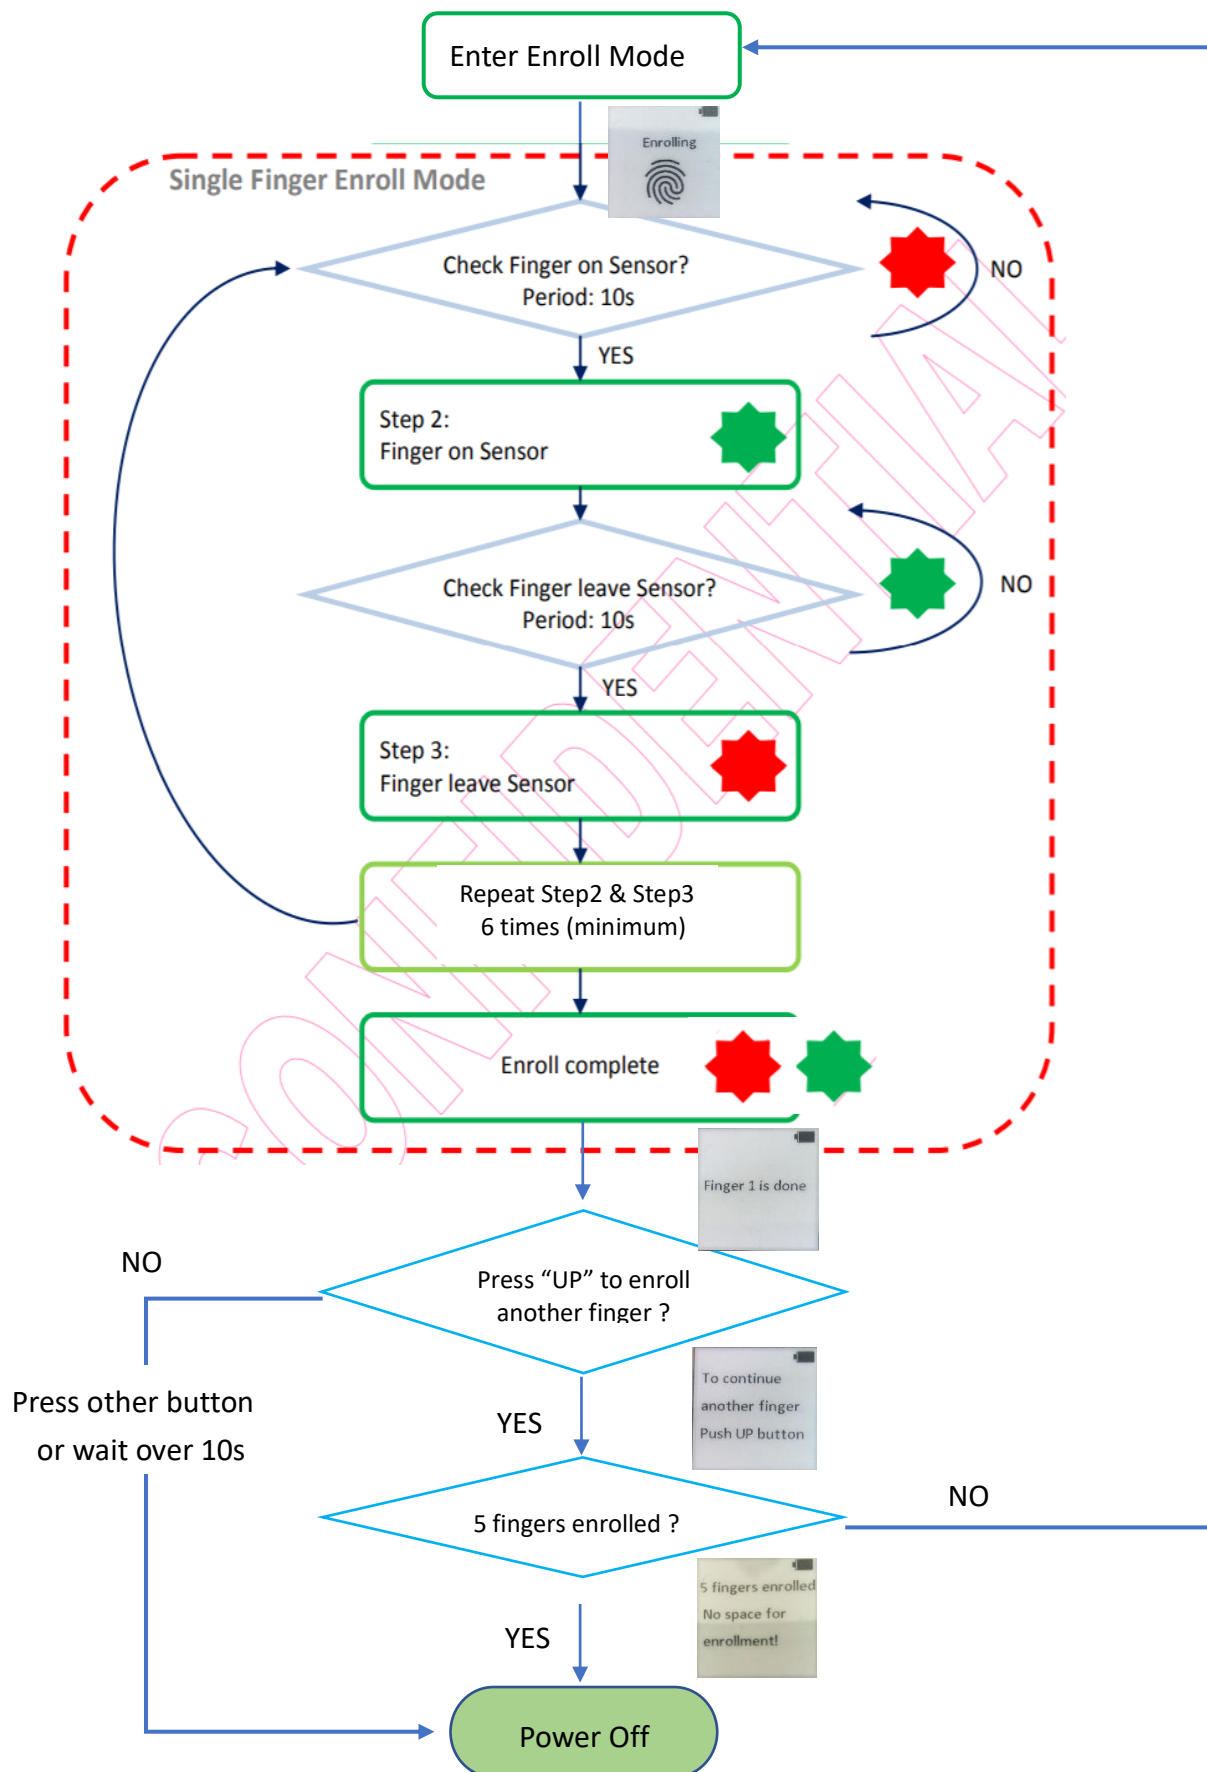 Enter Enroll Mode
Enrolling
Single Finger Enroll Mode
Check Finger on Sensor?
Period: 10s
NO
YES
Step 2:
Finger on Sensor
Check Finger leave Sensor?
Period: 10s
NO
YES
Step 3:
Finger leave Sensor
Repeat Step2 & Step3
6 times (minimum)
Enroll complete
CONFIDENTIAL
Finger 1 is done
NO
Press “UP” to enroll
another finger ?
Press other button
or wait over 10s
YES
To continue
another finger
Push UP button
5 fingers enrolled ?
NO
5 fingers enrolled
No space for
enrollment!
YES
Power Off